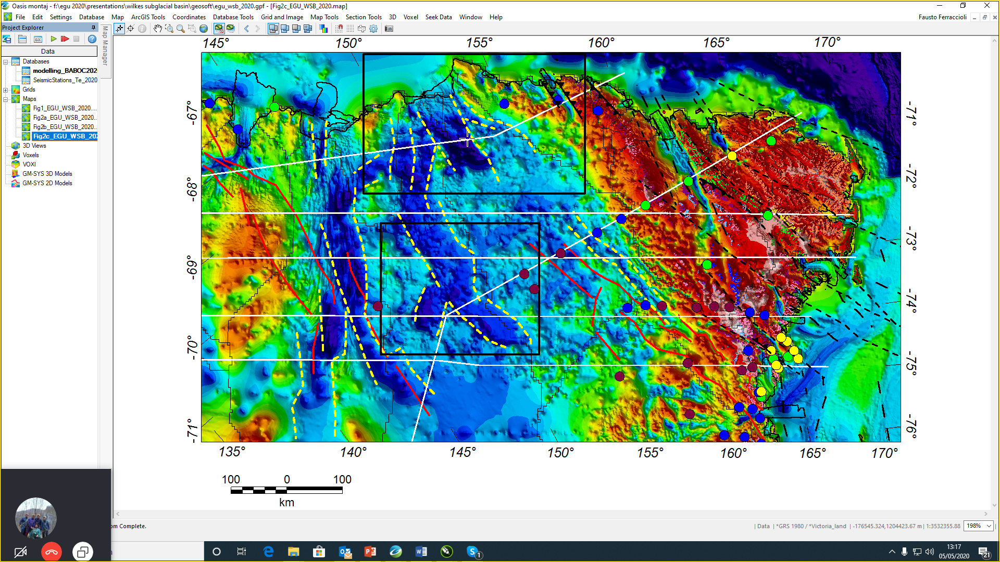 Oasis montaj - f:\egu 2020\presentations\wilkes subglacial basin\geosoft\egu_wsb_2020.gpf - [Fig2c_EGU_WSB_2020.map]
File Edit Settings Database Map ArcGIS Tools Coordinates Database Tools Grid and Image Map Tools Section Tools 3D Voxel Seek Data Window Help Fausto Ferraccioli
Project Explorer
Map Manager
Data
Databases
modelling_BABOC202
SeismicStations_Te_2020
Grids
Maps
Fig1_EGU_WSB_2020....
Fig2a_EGU_WSB_2020..
Fig2b_EGU_WSB_2020..
Fig2c_EGU_WSB_202
3D Views
Voxels
VOXI
GM-SYS 3D Models
GM-SYS 2D Models
145° 150° 155° 160° 165° 170°
-67°
-68°
-69°
-70°
-71°
-71°
-72°
-73°
-74°
-75°
-76°
135° 140° 145° 150° 155° 160° 165° 170°
100 0 100
km
om Complete.
| Data | *GRS 1980 / *Victoria_land | -176545.324,1204423.67 m | 1:3532355.88
198%
13:17
05/05/2020
1
21